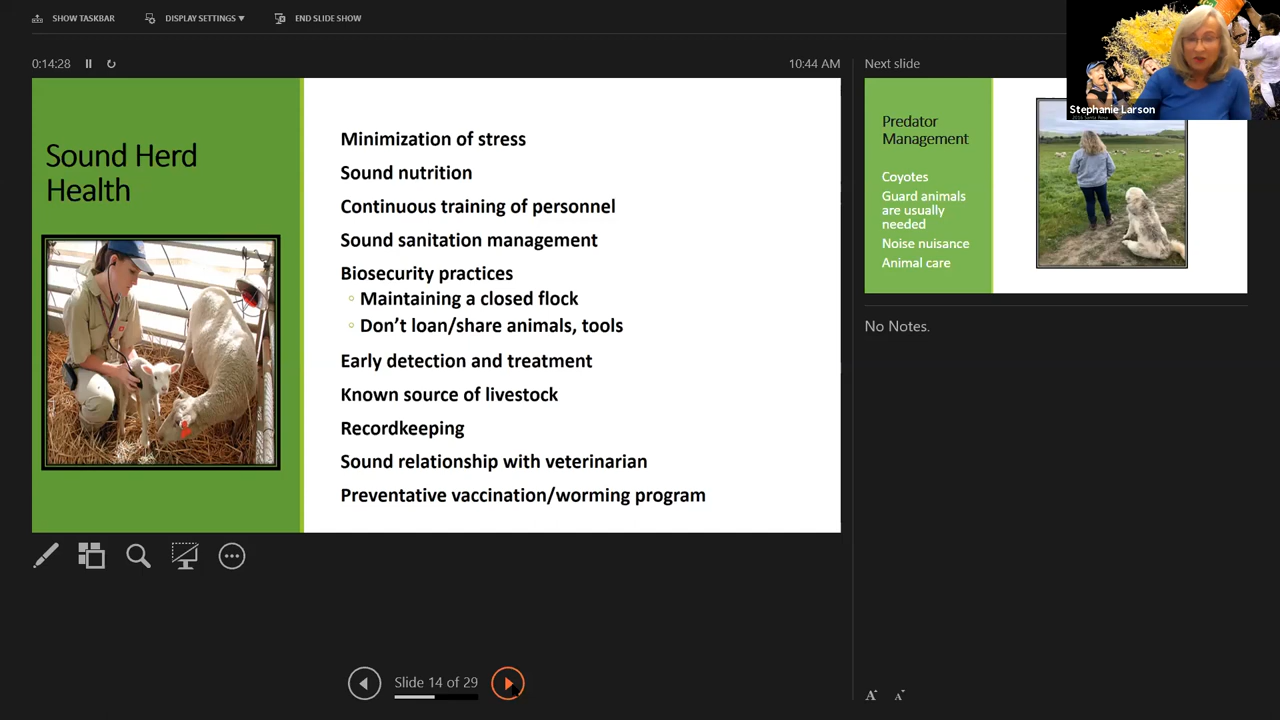 SHOW TASKBAR
DISPLAY SETTINGS ▼
END SLIDE SHOW
0:14:28
10:44 AM
Sound Herd
Health
Minimization of stress
Sound nutrition
Continuous training of personnel
Sound sanitation management
Biosecurity practices
◦ Maintaining a closed flock
◦ Don’t loan/share animals, tools
Early detection and treatment
Known source of livestock
Recordkeeping
Sound relationship with veterinarian
Preventative vaccination/worming program
Slide 14 of 29
Next slide
Stephanie Larson
Predator
Management
Coyotes
Guard animals
are usually
needed
Noise nuisance
Animal care
No Notes.
A
A